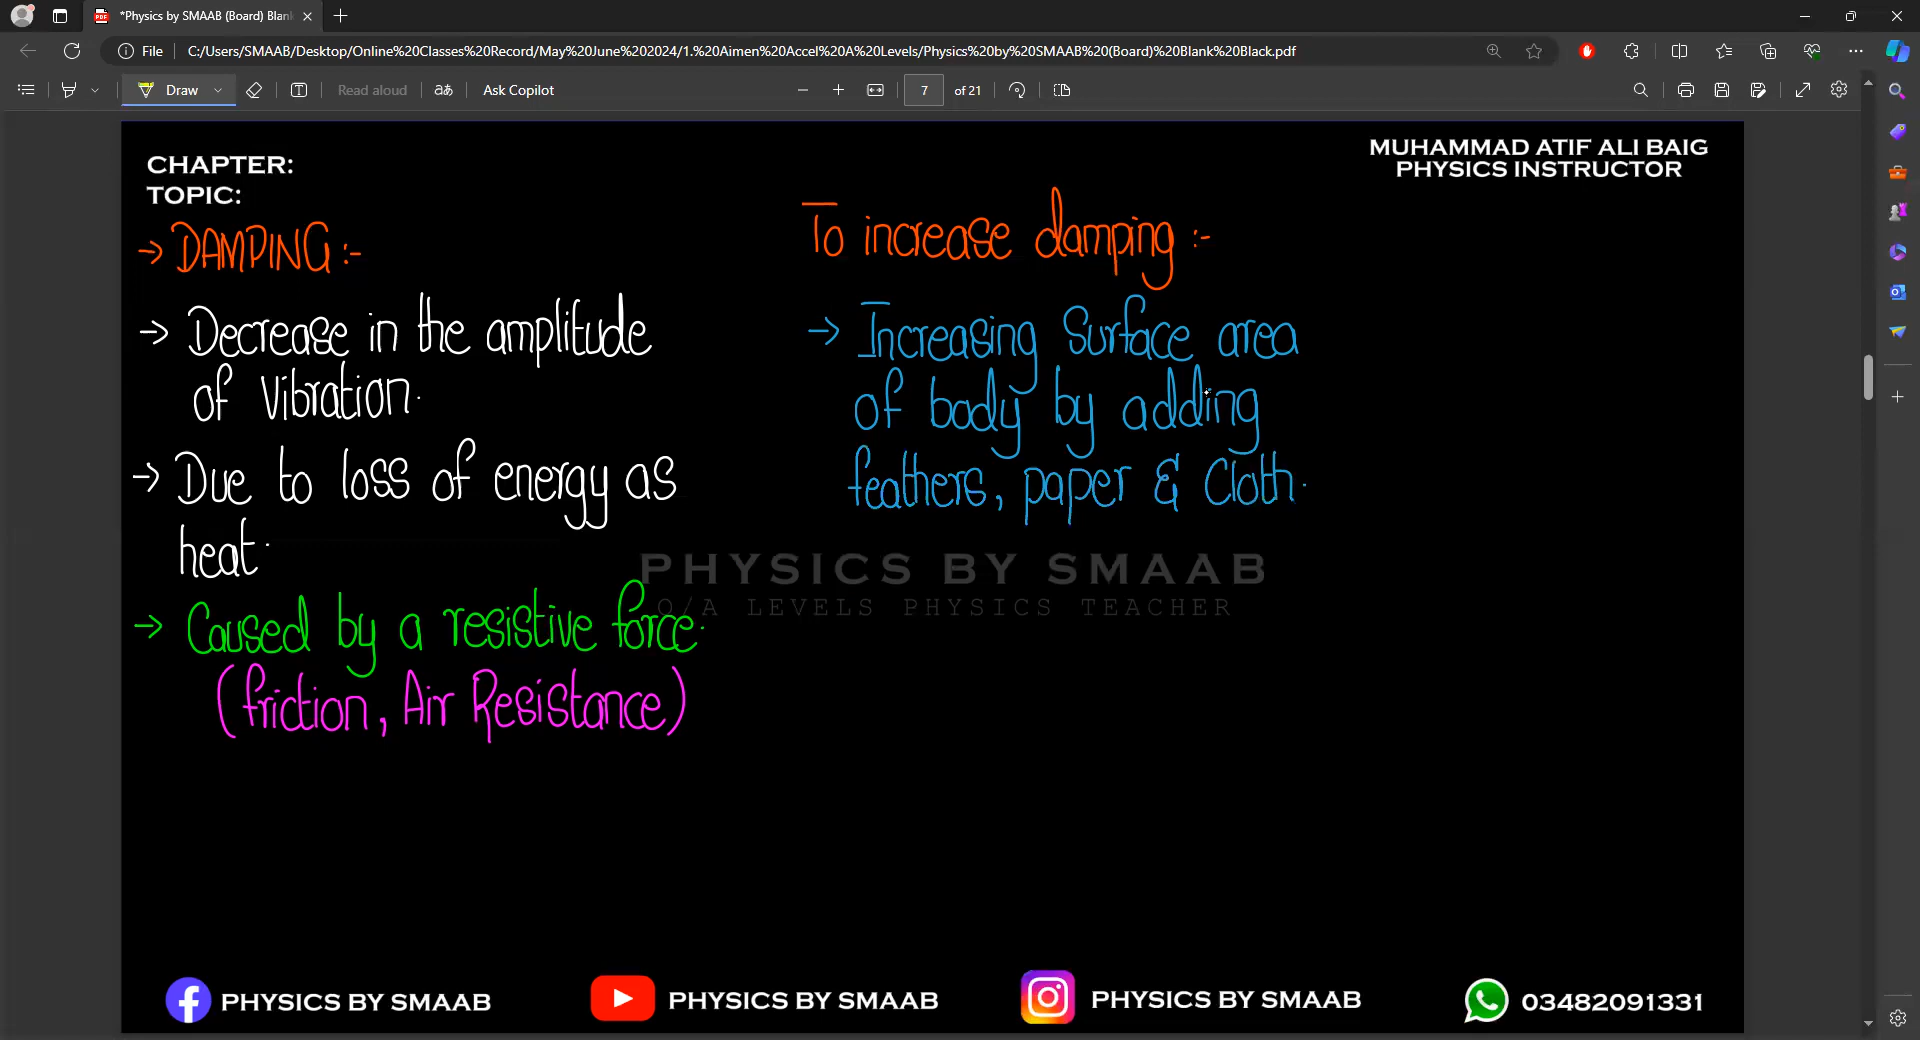 *Physics by SMAAB (Board) Blan
File
C:/Users/SMAAB/Desktop/Online%20Classes%20Record/May%20June%202024/1.%20Aimen%20Accel%20A%20Levels/Physics%20by%20SMAAB%20(Board)%20Blank%20Black.pdf
Draw
Read aloud
Ask Copilot
7 of 21
CHAPTER:
TOPIC:
MUHAMMAD ATIF ALI BAIG
PHYSICS INSTRUCTOR
→ DAMPING :-
→ Decrease in the amplitude
of Vibration.
→ Due to loss of energy as
heat.
→ Caused by a resistive force.
(friction, Air Resistance)
To increase damping :-
→ Increasing Surface area
of body by adding
feathers, paper & Cloth.
PHYSICS BY SMAAB
O/A LEVELS PHYSICS TEACHER
PHYSICS BY SMAAB
PHYSICS BY SMAAB
PHYSICS BY SMAAB
03482091331